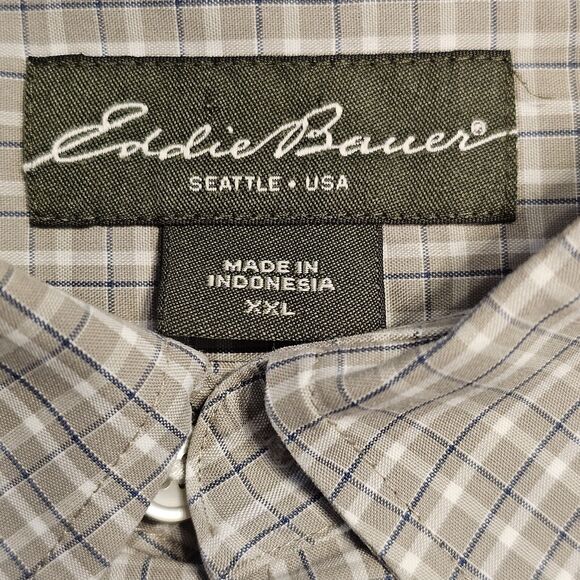 Eddie Bauer®
SEATTLE • USA
MADE IN
INDONESIA
XXL